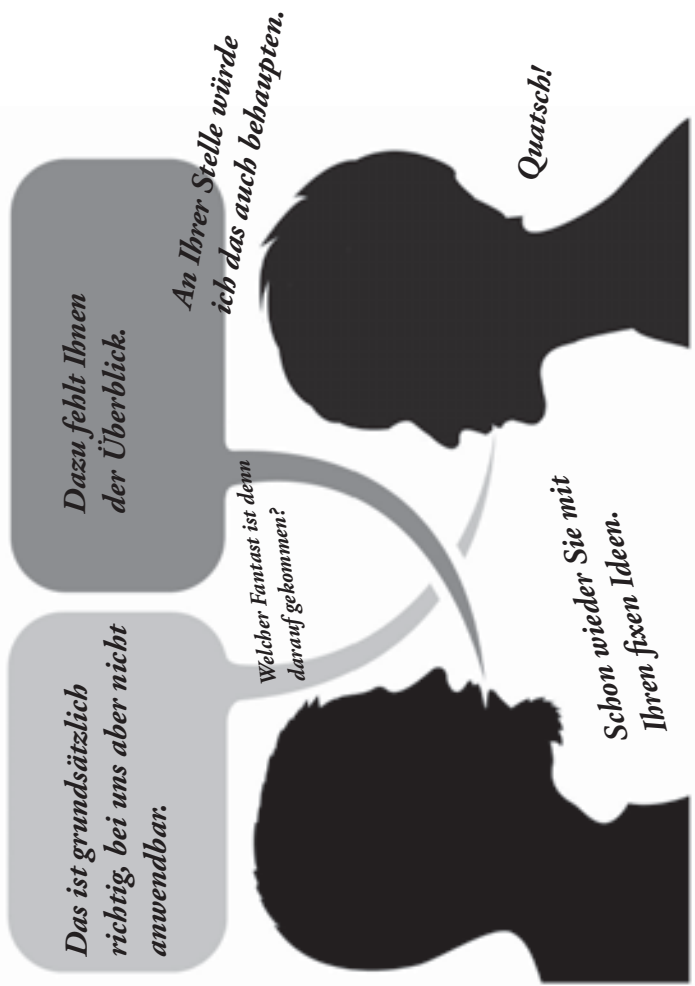 Das ist grundsätzlich
richtig, bei uns aber nicht
anwendbar.
Dazu fehlt Ihnen
der Überblick.
An Ihrer Stelle würde
ich das auch behaupten.
Welcher Fantast ist denn
darauf gekommen?
Quatsch!
Schon wieder Sie mit
Ihren fixen Ideen.